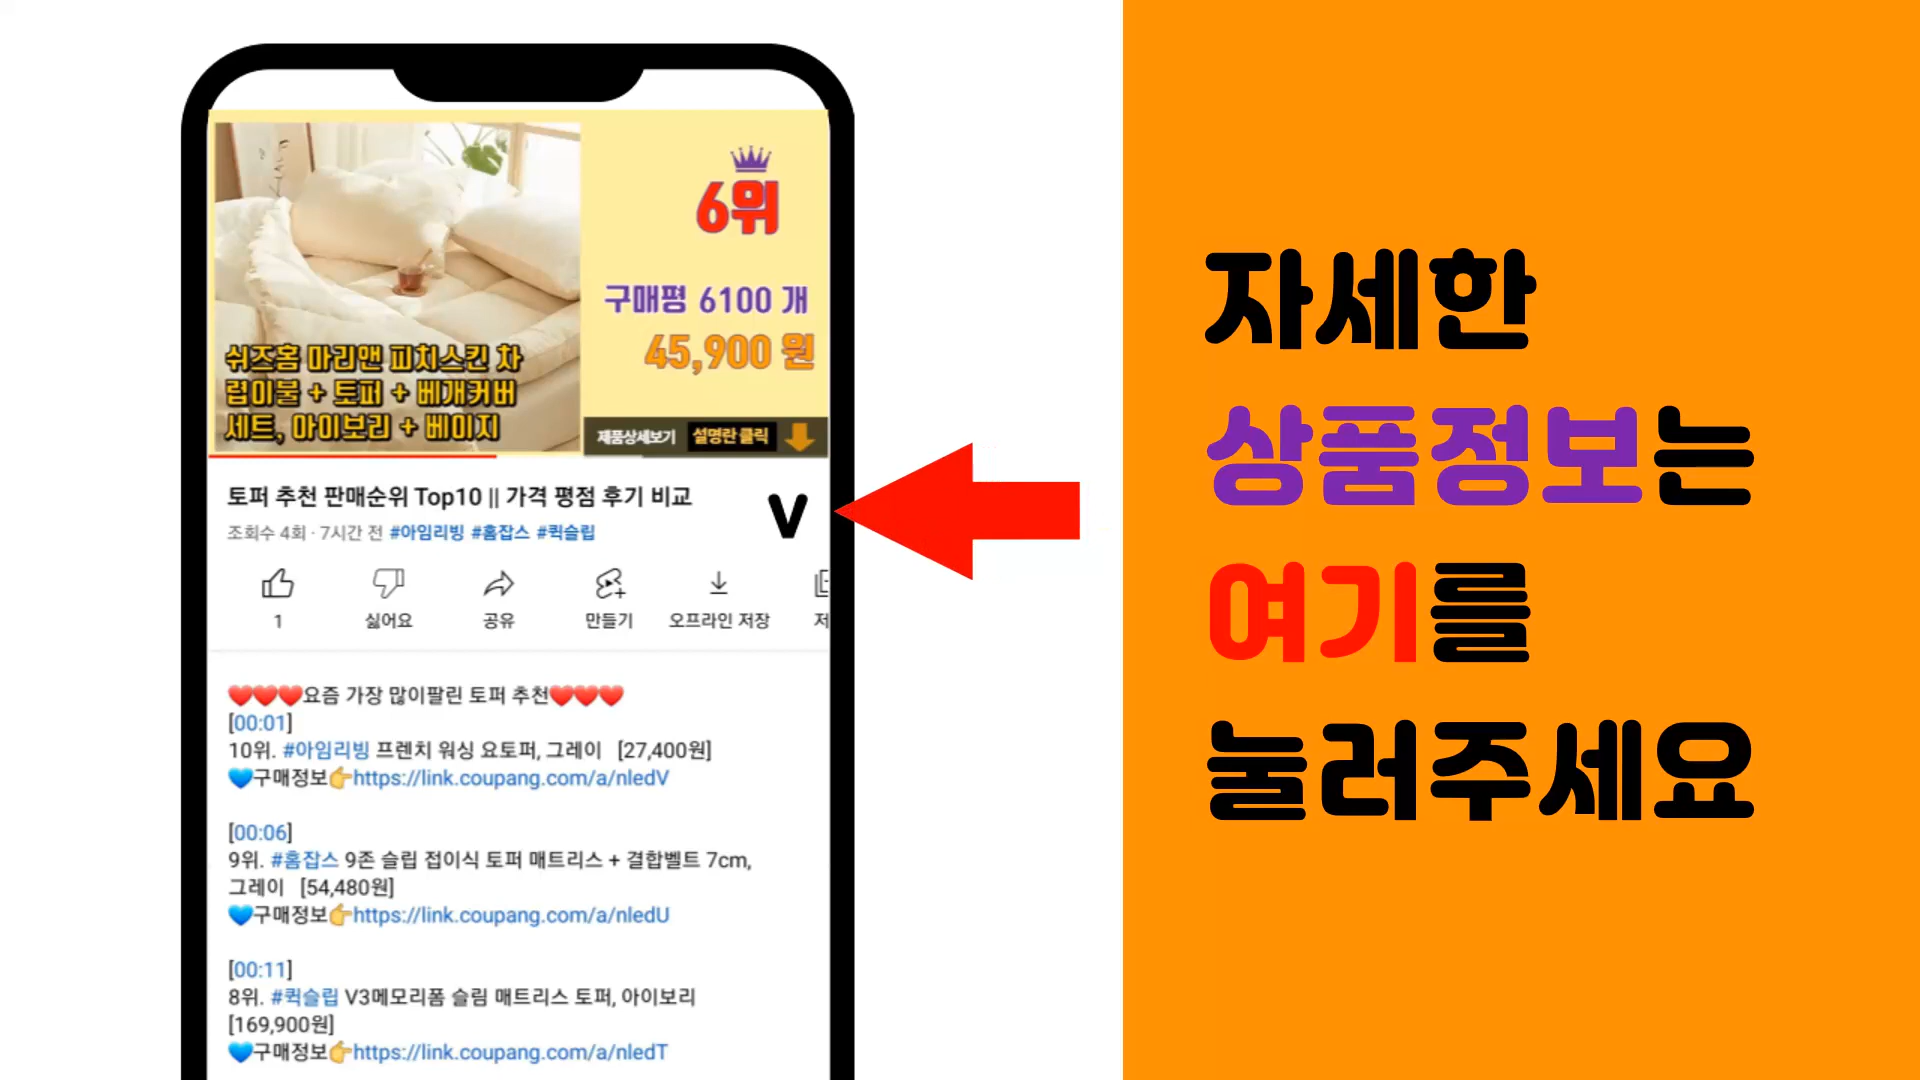 6위
구매평 6100 개
45,900 원
쉬즈홈 마리앤 피치스킨 차
렵이불 + 토퍼 + 베개커버
세트, 아이보리 + 베이지
제품상세보기 설명란 클릭
토퍼 추천 판매순위 Top10 || 가격 평점 후기 비교
V
조회수 4회 · 7시간 전 #아임리빙 #홈잡스 #퀵슬립
1 싫어요 공유 만들기 오프라인 저장 저
❤️❤️❤️요즘 가장 많이팔린 토퍼 추천❤️❤️❤️
[00:01]
10위. #아임리빙 프렌치 워싱 요토퍼, 그레이 [27,400원]
💙구매정보👉https://link.coupang.com/a/nledV
[00:06]
9위. #홈잡스 9존 슬립 접이식 토퍼 매트리스 + 결합벨트 7cm,
그레이 [54,480원]
💙구매정보👉https://link.coupang.com/a/nledU
[00:11]
8위. #퀵슬립 V3메모리폼 슬림 매트리스 토퍼, 아이보리
[169,900원]
💙구매정보👉https://link.coupang.com/a/nledT
자세한
상품정보는
여기를
눌러주세요